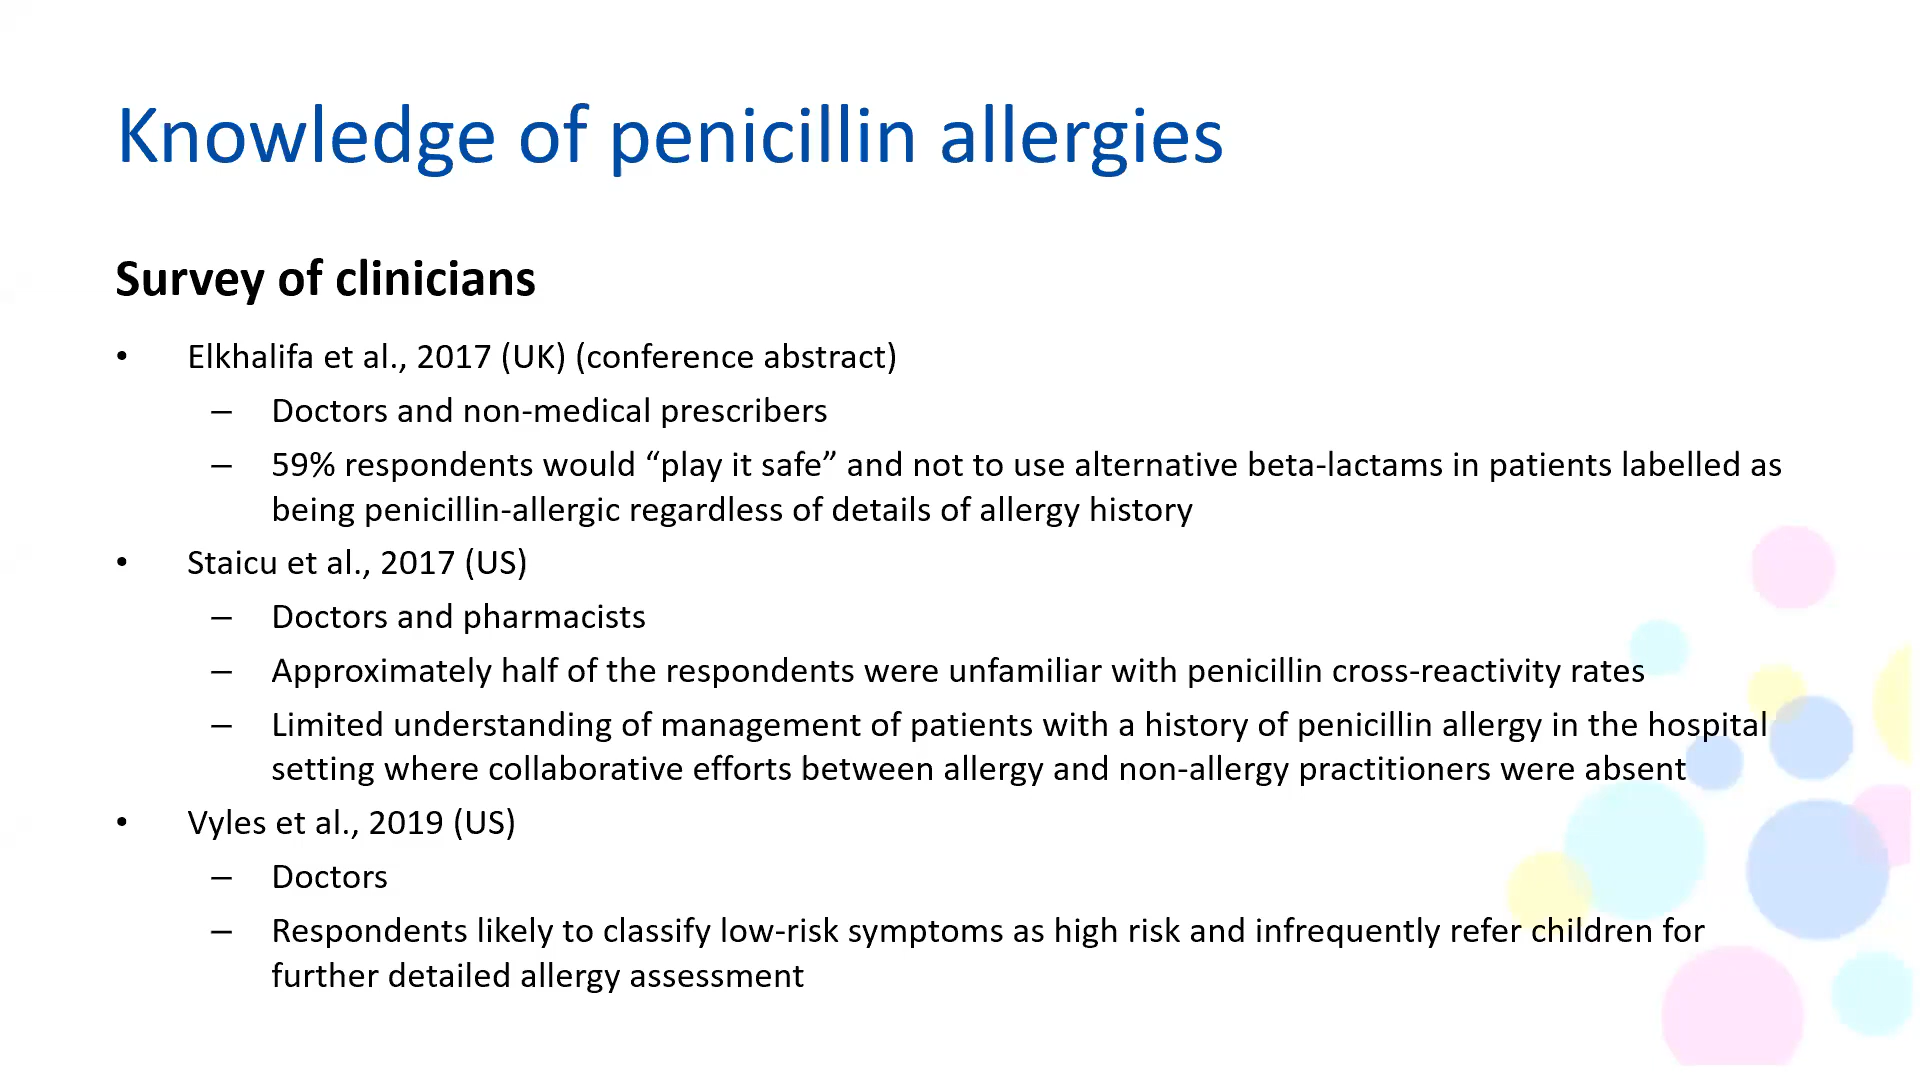 Knowledge of penicillin allergies
Survey of clinicians
• Elkhalifa et al., 2017 (UK) (conference abstract)
– Doctors and non-medical prescribers
– 59% respondents would “play it safe” and not to use alternative beta-lactams in patients labelled as
being penicillin-allergic regardless of details of allergy history
• Staicu et al., 2017 (US)
– Doctors and pharmacists
– Approximately half of the respondents were unfamiliar with penicillin cross-reactivity rates
– Limited understanding of management of patients with a history of penicillin allergy in the hospital
setting where collaborative efforts between allergy and non-allergy practitioners were absent
• Vyles et al., 2019 (US)
– Doctors
– Respondents likely to classify low-risk symptoms as high risk and infrequently refer children for
further detailed allergy assessment